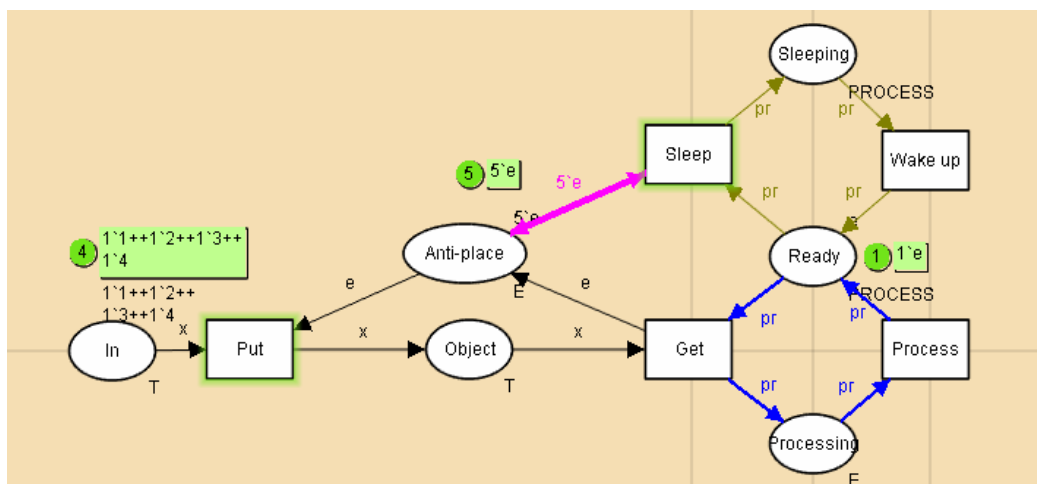 Sleeping
PROCESS
pr
pr
Sleep
Wake up
5
5`e
5`e
pr
pr
5`e
e
4
1`1++1`2++1`3++
1`4
Anti-place
Ready
1
1`e
E
PROCESS
1`1++1`2++
1`3++1`4
e
e
pr
pr
x
x
x
In
Put
Object
Get
Process
T
T
pr
pr
Processing
E